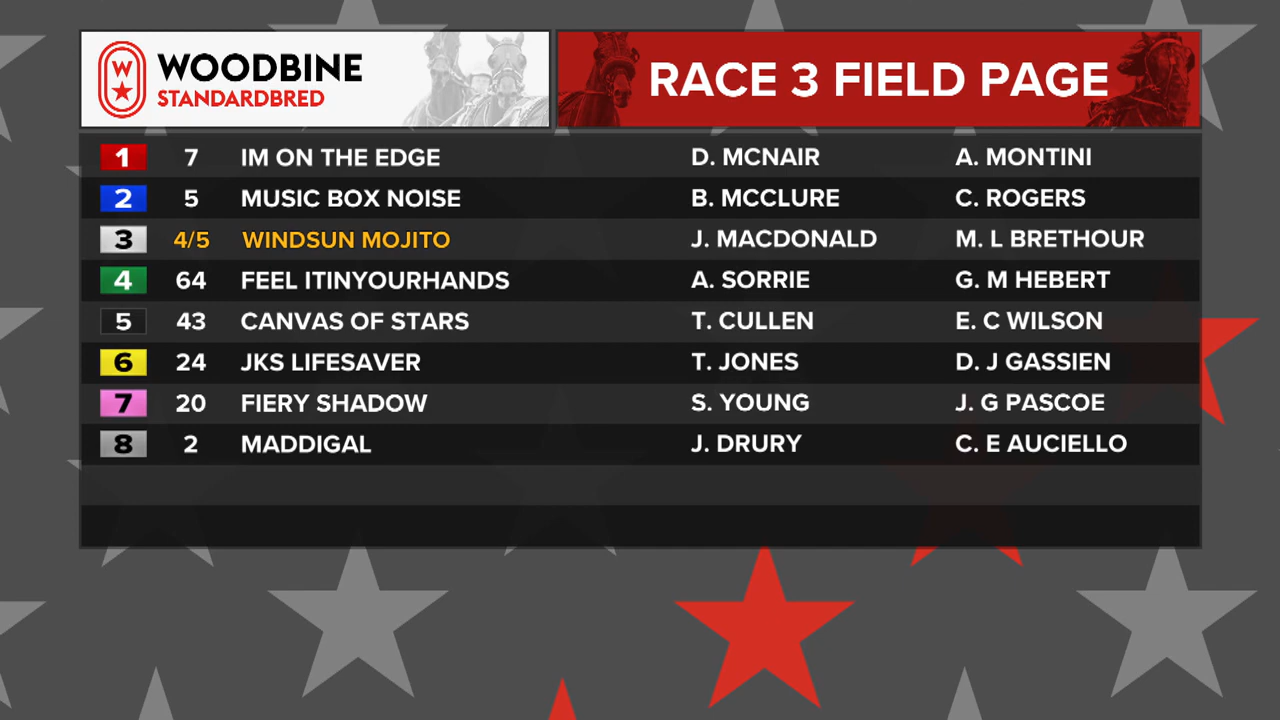 W
WOODBINE
STANDARDBRED
RACE 3 FIELD PAGE
1 7 IM ON THE EDGE D. MCNAIR A. MONTINI
2 5 MUSIC BOX NOISE B. MCCLURE C. ROGERS
3 4/5 WINDSUN MOJITO J. MACDONALD M. L BRETHOUR
4 64 FEEL ITINYOURHANDS A. SORRIE G. M HEBERT
5 43 CANVAS OF STARS T. CULLEN E. C WILSON
6 24 JKS LIFESAVER T. JONES D. J GASSIEN
7 20 FIERY SHADOW S. YOUNG J. G PASCOE
8 2 MADDIGAL J. DRURY C. E AUCIELLO